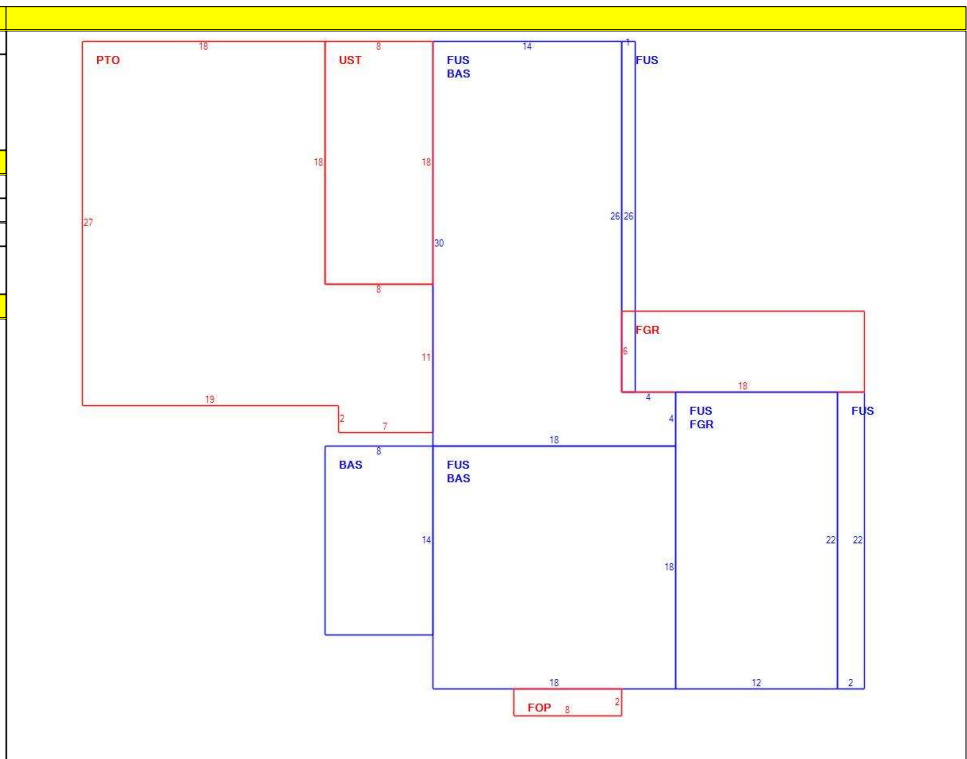 18 8 14 1
PTO UST FUS FUS
BAS
18 18
27 26 26
30
8
FGR
11 6
18
19 4
2 7 4 FUS FUS
FGR
8 18
BAS FUS
BAS
14 22 22
18
18 12 2
FOP 8 2